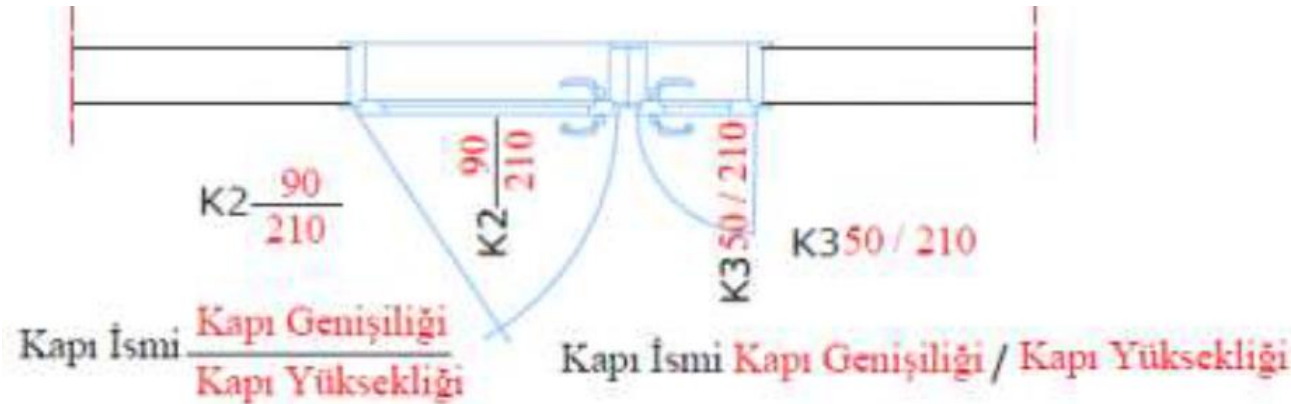 K2 90
210
K2 90
210
K3 50 / 210
K3 50 / 210
Kapı İsmi Kapı Genişiliği
Kapı Yüksekliği
Kapı İsmi Kapı Genişiliği / Kapı Yüksekliği